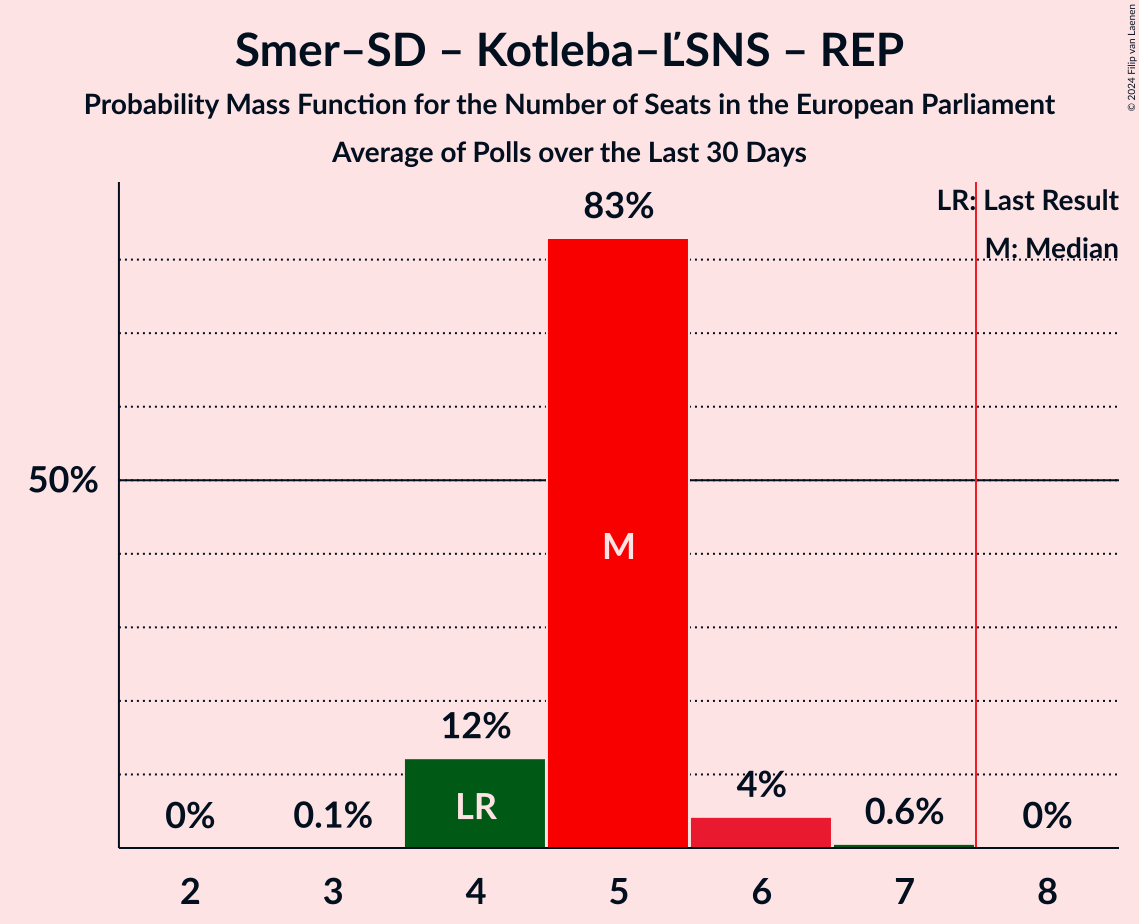 Smer–SD – Kotleba–ĽSNS – REP
Probability Mass Function for the Number of Seats in the European Parliament
Average of Polls over the Last 30 Days
© 2024 Filip van Laenen
LR: Last Result
M: Median
83%
50%
M
12%
LR
4%
0%
0.1%
0.6%
0%
2 3 4 5 6 7 8